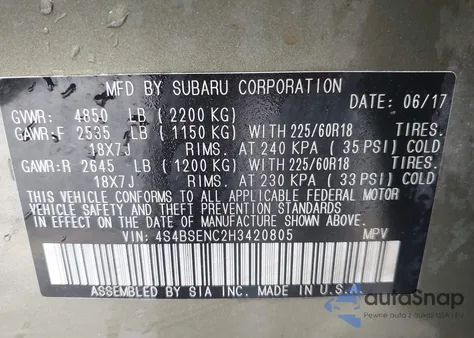 MFD BY SUBARU CORPORATION
DATE: 06/17
GVWR: 4850 LB (2200 KG)
GAWR:F 2535 LB (1150 KG) WITH 225/60R18 TIRES.
18X7J RIMS. AT 240 KPA (35 PSI) COLD
GAWR:R 2645 LB (1200 KG) WITH 225/60R18 TIRES.
18X7J RIMS. AT 230 KPA (33 PSI) COLD
THIS VEHICLE CONFORMS TO ALL APPLICABLE FEDERAL MOTOR
VEHICLE SAFETY AND THEFT PREVENTION STANDARDS
IN EFFECT ON THE DATE OF MANUFACTURE SHOWN ABOVE.
VIN: 4S4BSENC2H3420805 MPV
ASSEMBLED BY SIA INC. MADE IN U.S.A.
autoSnap
Pewne auta z USA i EU